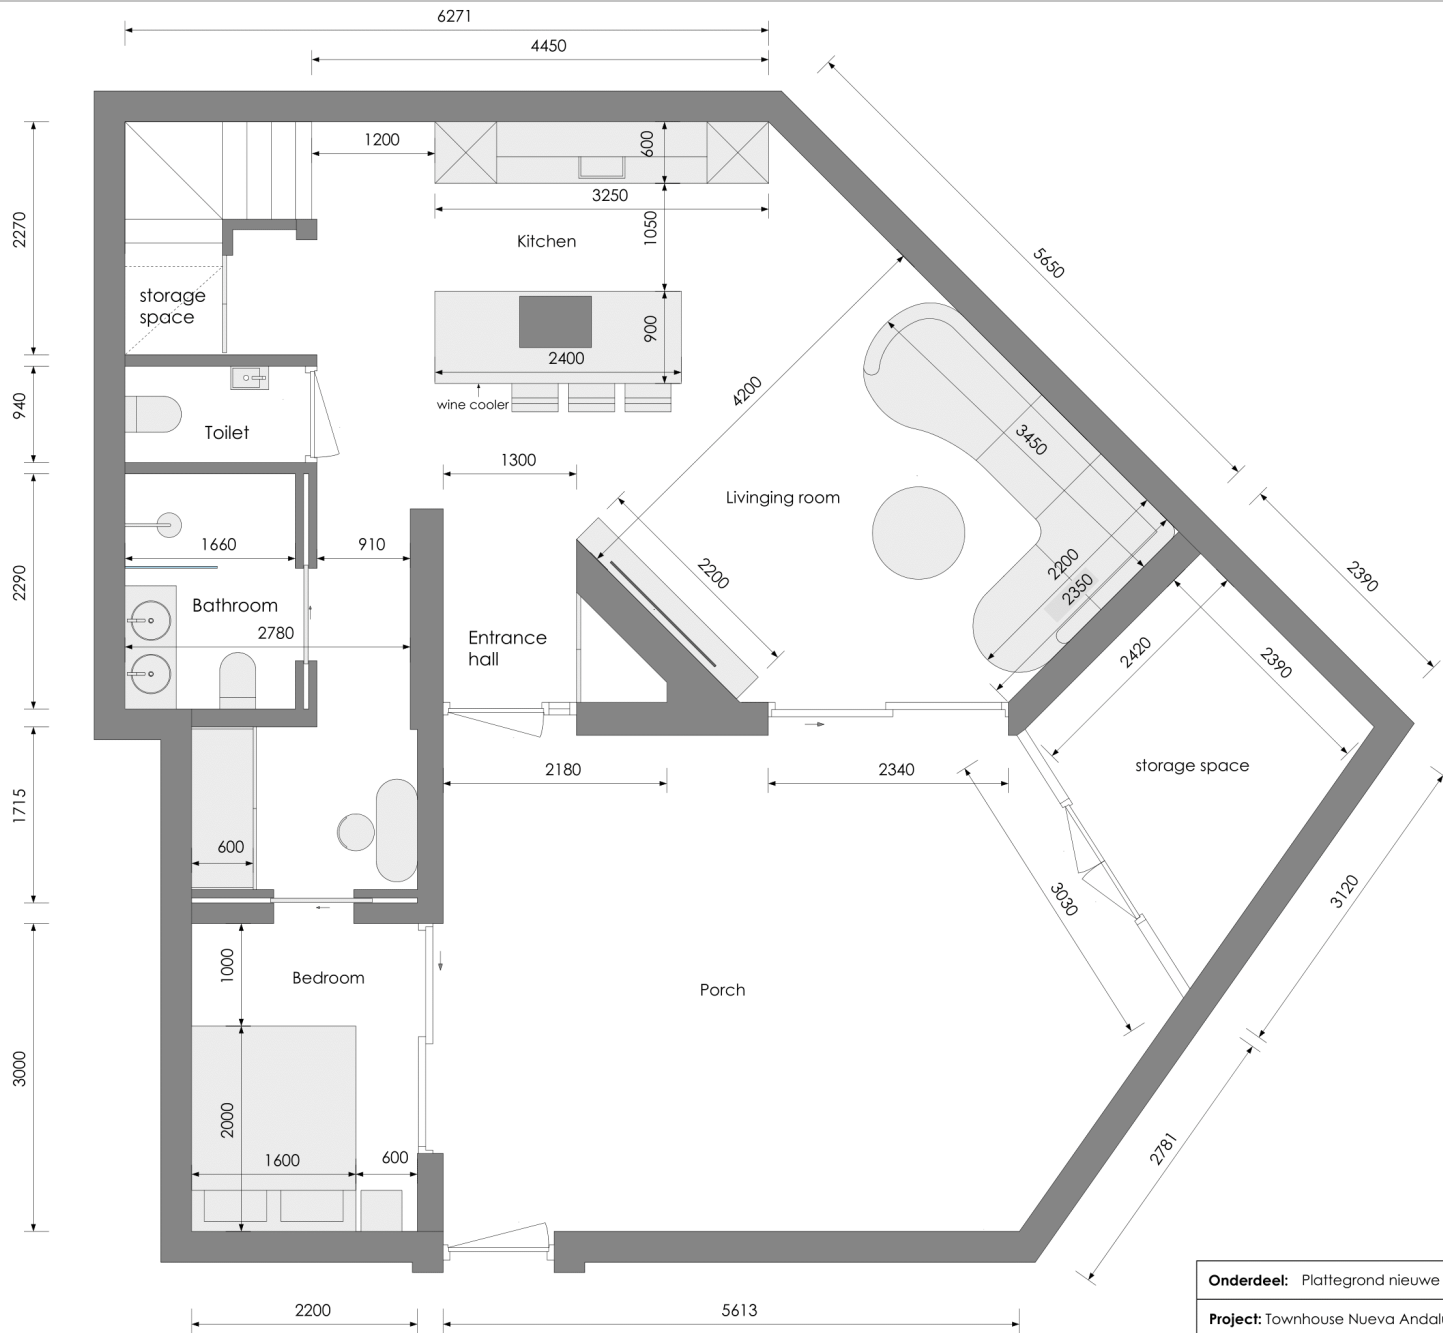 6271
4450
1200
600
3250
1050
5650
2270
Kitchen
storage
space
900
2400
4200
wine cooler
940
Toilet
3450
1300
Livinging room
1660
910
2200
2200
2350
2390
2290
Bathroom
2780
Entrance
hall
2420
2390
storage space
2180
2340
1715
600
3030
3120
1000
Bedroom
Porch
3000
2000
1600
600
2781
2200
5613
Onderdeel: Plattegrond nieuwe
Project: Townhouse Nueva Andal